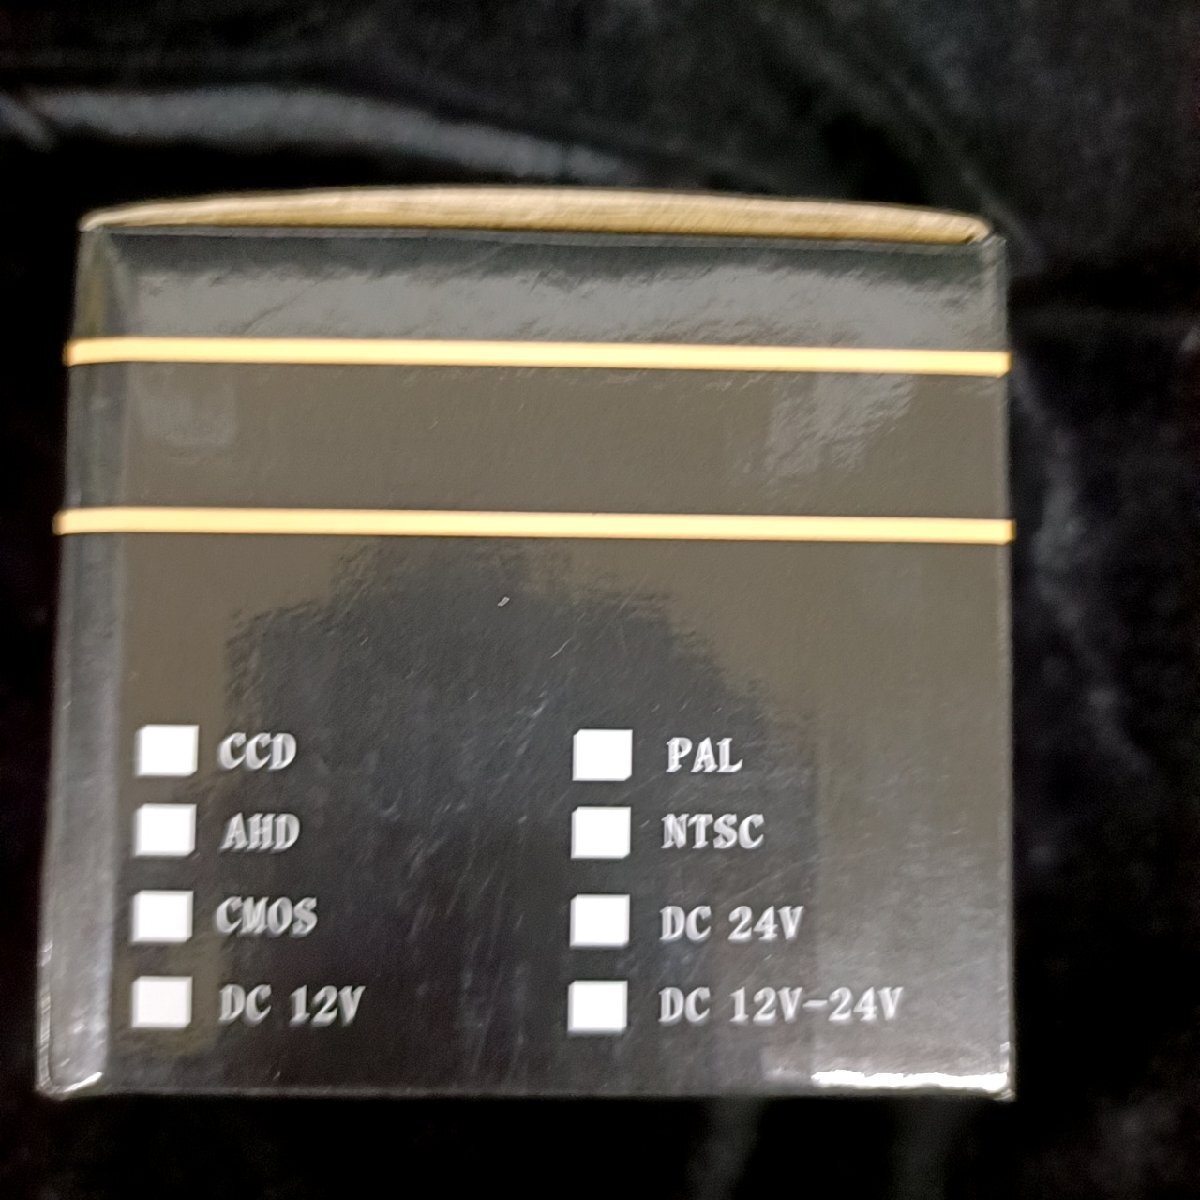 CCD
AHD
CMOS
DC 12V
PAL
NTSC
DC 24V
DC 12V-24V